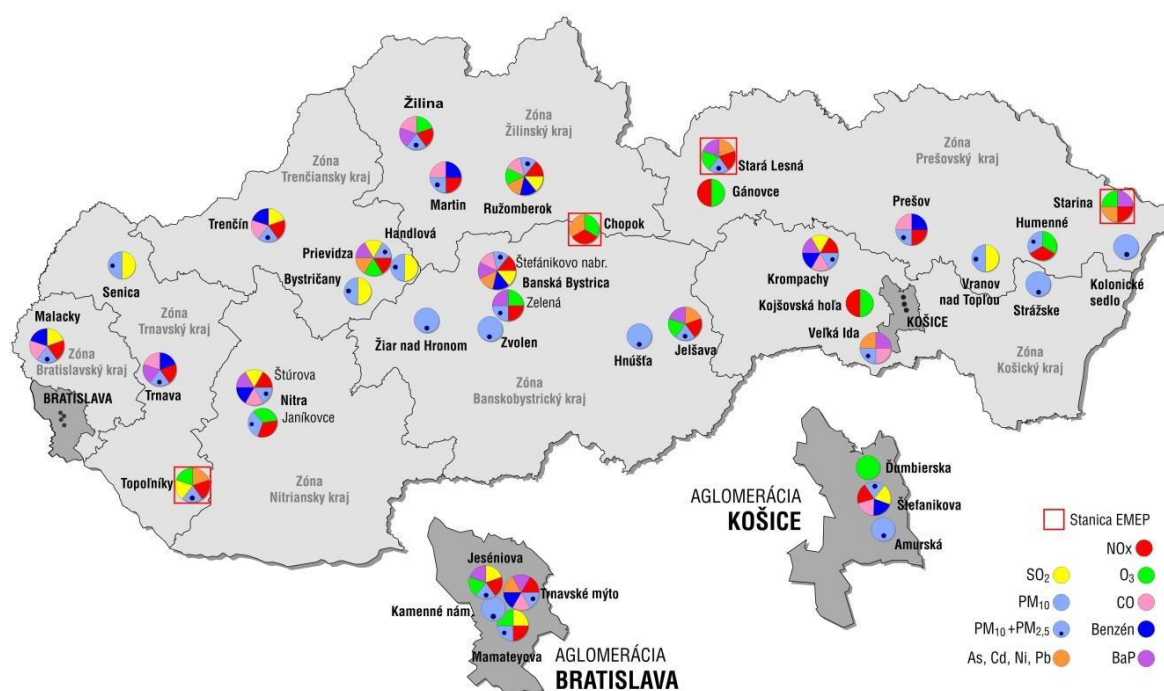 Žilina
Zóna
Žilinský kraj
Zóna
Trenčiansky kraj
Martin
Ružomberok
Stará Lesná
Gánovce
Zóna
Prešovský kraj
Prešov
Starina
Humenné
Trenčín
Handlová
Prievidza
Bystričany
Chopok
Štefánikovo nabr.
Banská Bystrica
Zelená
Krompachy
Kojšovská hoľa
Vranov
nad Topľou
Kolonické
sedlo
Strážske
Senica
Malacky
Zóna
Bratislavský kraj
Zóna
Trnavský kraj
Trnava
Žiar nad Hronom
Zvolen
Hnúšťa
Jelšava
KOŠICE
Veľká Ida
Zóna
Košický kraj
BRATISLAVA
Štúrova
Nitra
Janíkovce
Zóna
Banskobystrický kraj
Topoľníky
Zóna
Nitriansky kraj
Ďumbierska
AGLOMERÁCIA
KOŠICE
Štefanikova
Amurská
Jeséniova
Trnavské mýto
Kamenné nám.
Mamateyova
AGLOMERÁCIA
BRATISLAVA
Stanica EMEP
NOx
SO₂
O₃
PM₁₀
CO
PM₁₀+PM₂,₅
Benzén
As, Cd, Ni, Pb
BaP